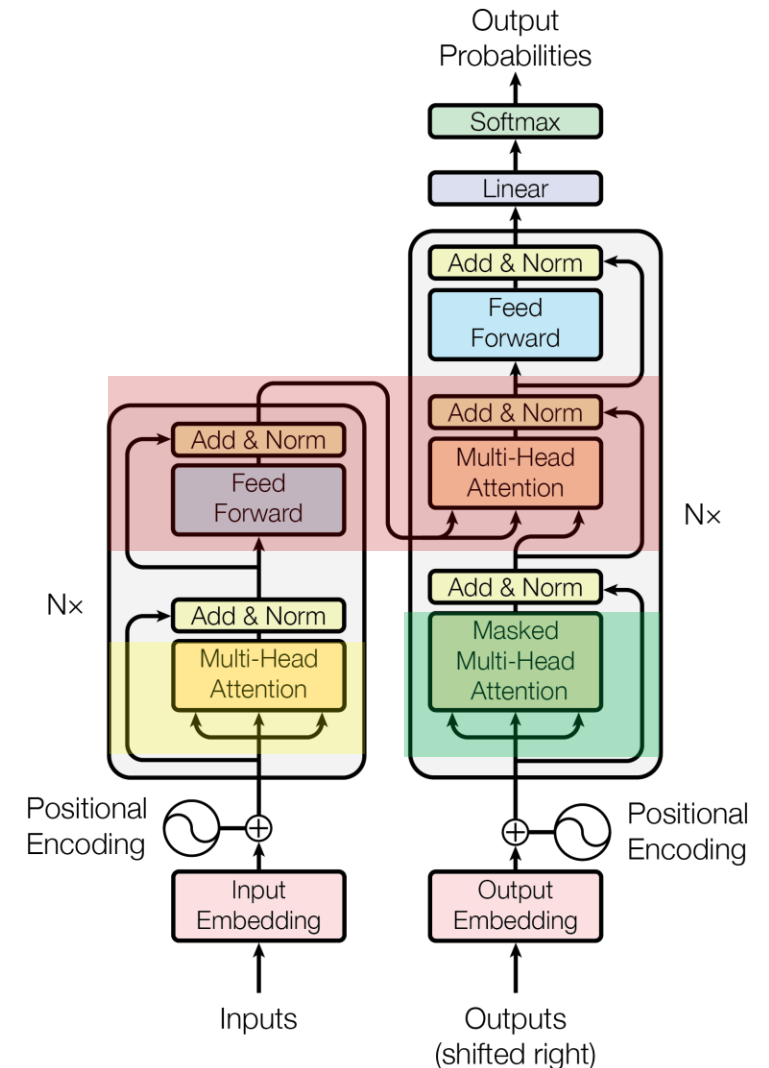 Output
Probabilities
Softmax
Linear
Add & Norm
Feed
Forward
Add & Norm
Multi-Head
Attention
Add & Norm
Feed
Forward
Nx
Add & Norm
Masked
Multi-Head
Attention
Nx
Add & Norm
Multi-Head
Attention
Positional
Encoding
Positional
Encoding
Input
Embedding
Output
Embedding
Inputs
Outputs
(shifted right)